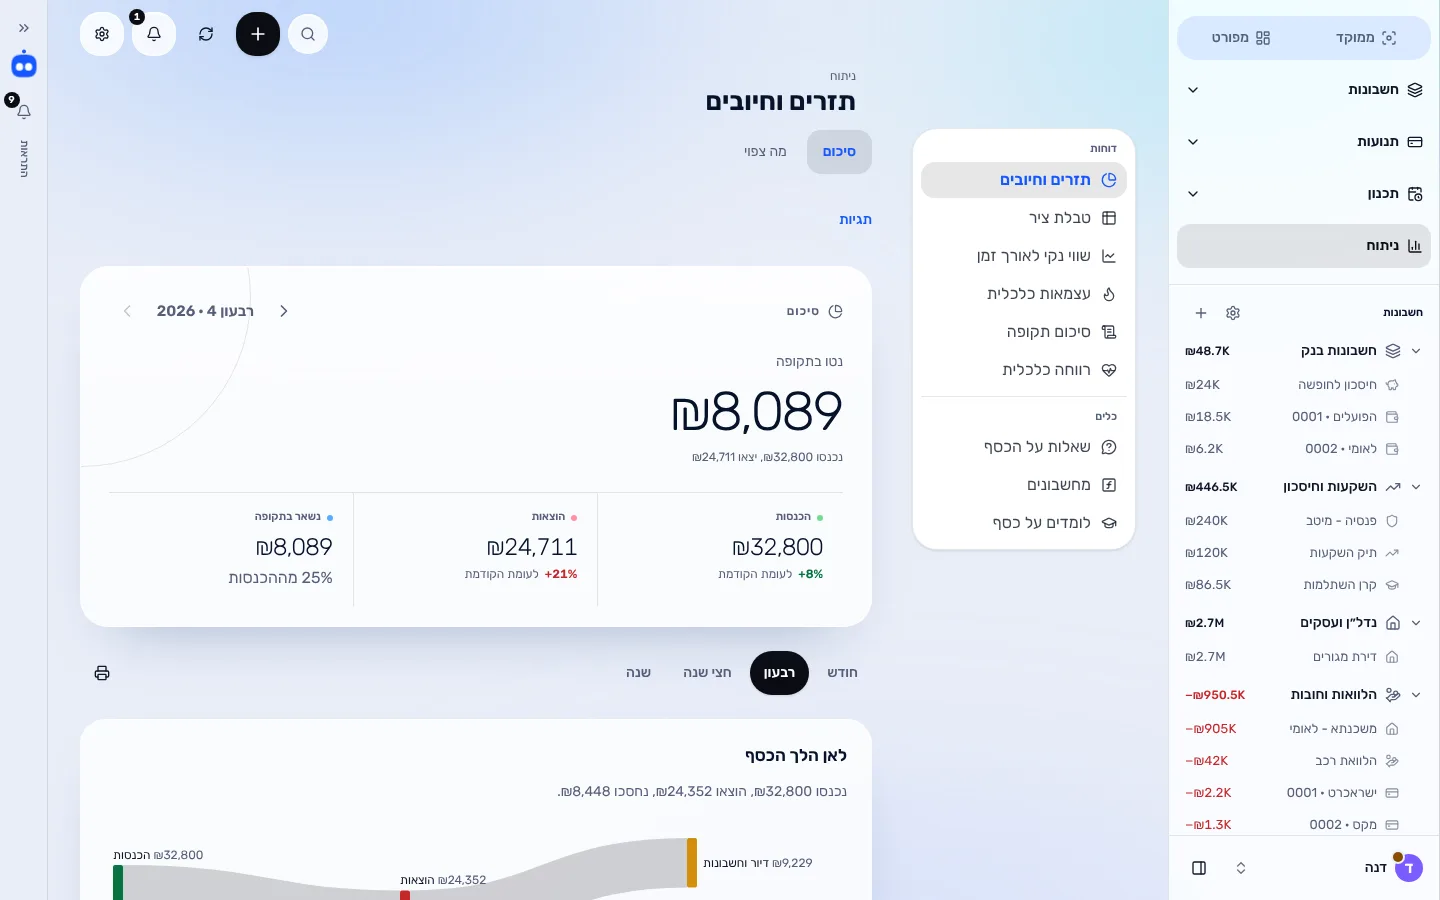 ממוקד
מפורט
חשבונות
תנועות
תכנון
ניתוח
חשבונות
חשבונות בנק ₪48.7K
חיסכון לחופשה ₪24K
הפועלים • 0001 ₪18.5K
לאומי • 0002 ₪6.2K
השקעות וחיסכון ₪446.5K
פנסיה - מיטב ₪240K
תיק השקעות ₪120K
קרן השתלמות ₪86.5K
נדל״ן ועסקים ₪2.7M
דירת מגורים ₪2.7M
הלוואות וחובות −₪950.5K
משכנתא - לאומי −₪905K
הלוואת רכב −₪42K
ישראכרט • 0001 −₪2.2K
מקס • 0002 −₪1.3K
ד
דנה
דוחות
תזרים וחיובים
טבלת ציר
שווי נקי לאורך זמן
עצמאות כלכלית
סיכום תקופה
רווחה כלכלית
כלים
שאלות על הכסף
מחשבונים
לומדים על כסף
1
ניתוח
תזרים וחיובים
סיכום
מה צפוי
תגיות
סיכום
רבעון 4 • 2026
נטו בתקופה
₪8,089
נכנסו ₪32,800, יצאו ₪24,711
הכנסות
₪32,800
+8% לעומת הקודמת
הוצאות
₪24,711
+21% לעומת הקודמת
נשאר בתקופה
₪8,089
25% מההכנסות
חודש
רבעון
חצי שנה
שנה
לאן הלך הכסף
נכנסו ₪32,800, הוצאו ₪24,352, נחסכו ₪8,448.
הכנסות ₪32,800
הוצאות ₪24,352
דיור וחשבונות ₪9,229
9
התראות